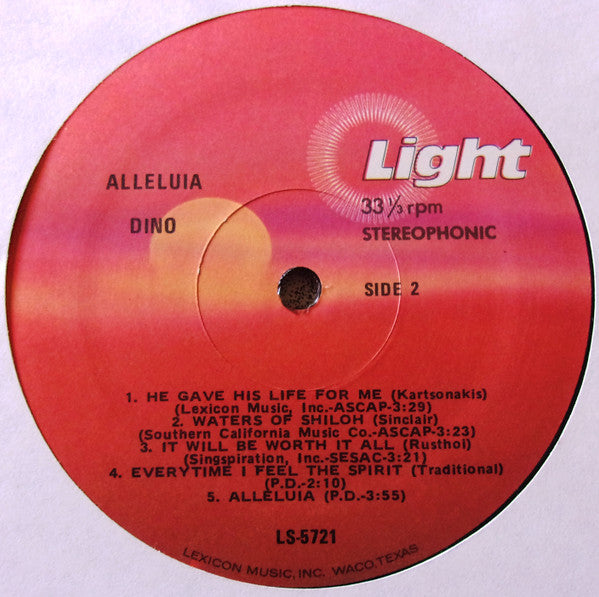 Light
ALLELUIA
DINO
33 1/3 rpm
STEREOPHONIC
SIDE 2
1. HE GAVE HIS LIFE FOR ME (Kartsonakis)
(Lexicon Music, Inc.-ASCAP-3:29)
2. WATERS OF SHILOH (Sinclair)
(Southern California Music Co.-ASCAP-3:23)
3. IT WILL BE WORTH IT ALL (Rusthoi)
(Singspiration, Inc.-SESAC-3:21)
4. EVERYTIME I FEEL THE SPIRIT (Traditional)
(P.D.-2:10)
5. ALLELUIA (P.D.-3:55)
LS-5721
LEXICON MUSIC, INC. WACO, TEXAS